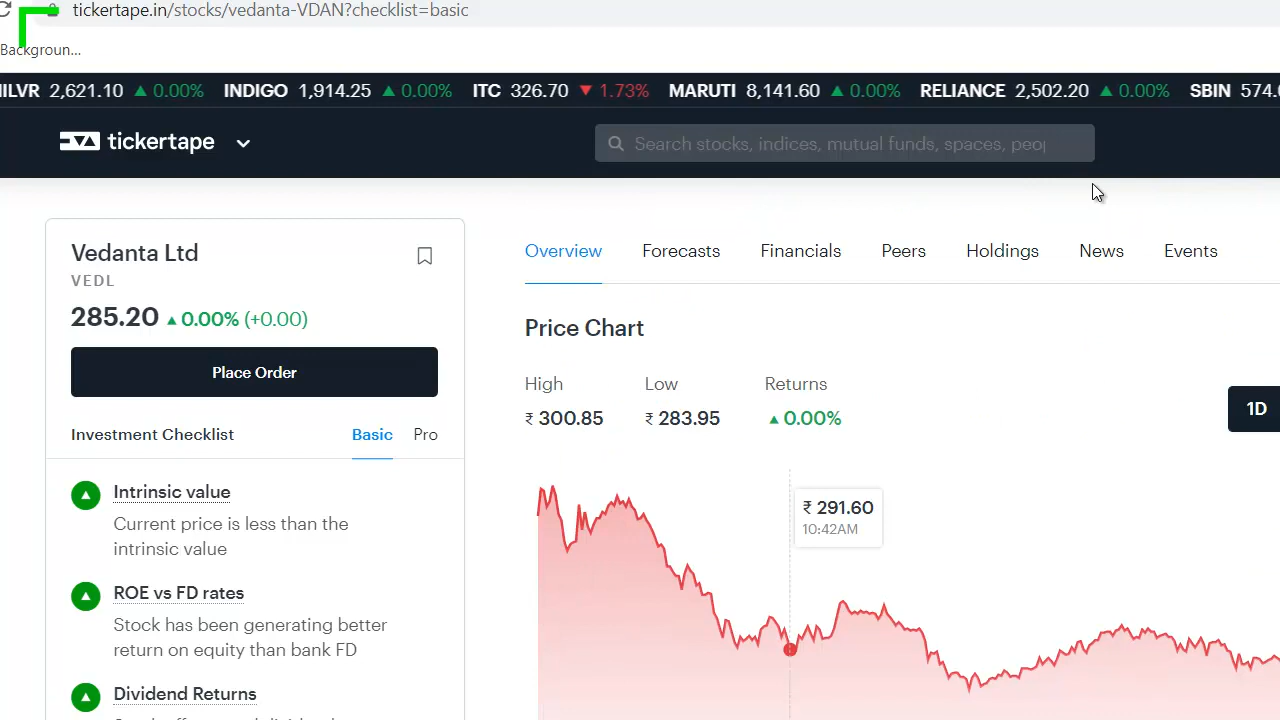 tickertape.in/stocks/vedanta-VDAN?checklist=basic
Backgroun...
2,621.10 ▲ 0.00% INDIGO 1,914.25 ▲ 0.00% ITC 326.70 ▼ 1.73% MARUTI 8,141.60 ▲ 0.00% RELIANCE 2,502.20 ▲ 0.00% SBIN
tickertape
Search stocks, indices, mutual funds, spaces,
Vedanta Ltd
VEDL
285.20 ▲ 0.00% (+0.00)
Place Order
Investment Checklist Basic Pro
Intrinsic value
Current price is less than the
intrinsic value
ROE vs FD rates
Stock has been generating better
return on equity than bank FD
Dividend Returns
Overview Forecasts Financials Peers Holdings News Events
Price Chart
High Low Returns
₹ 300.85 ₹ 283.95 ▲ 0.00%
1D
₹ 291.60
10:42AM